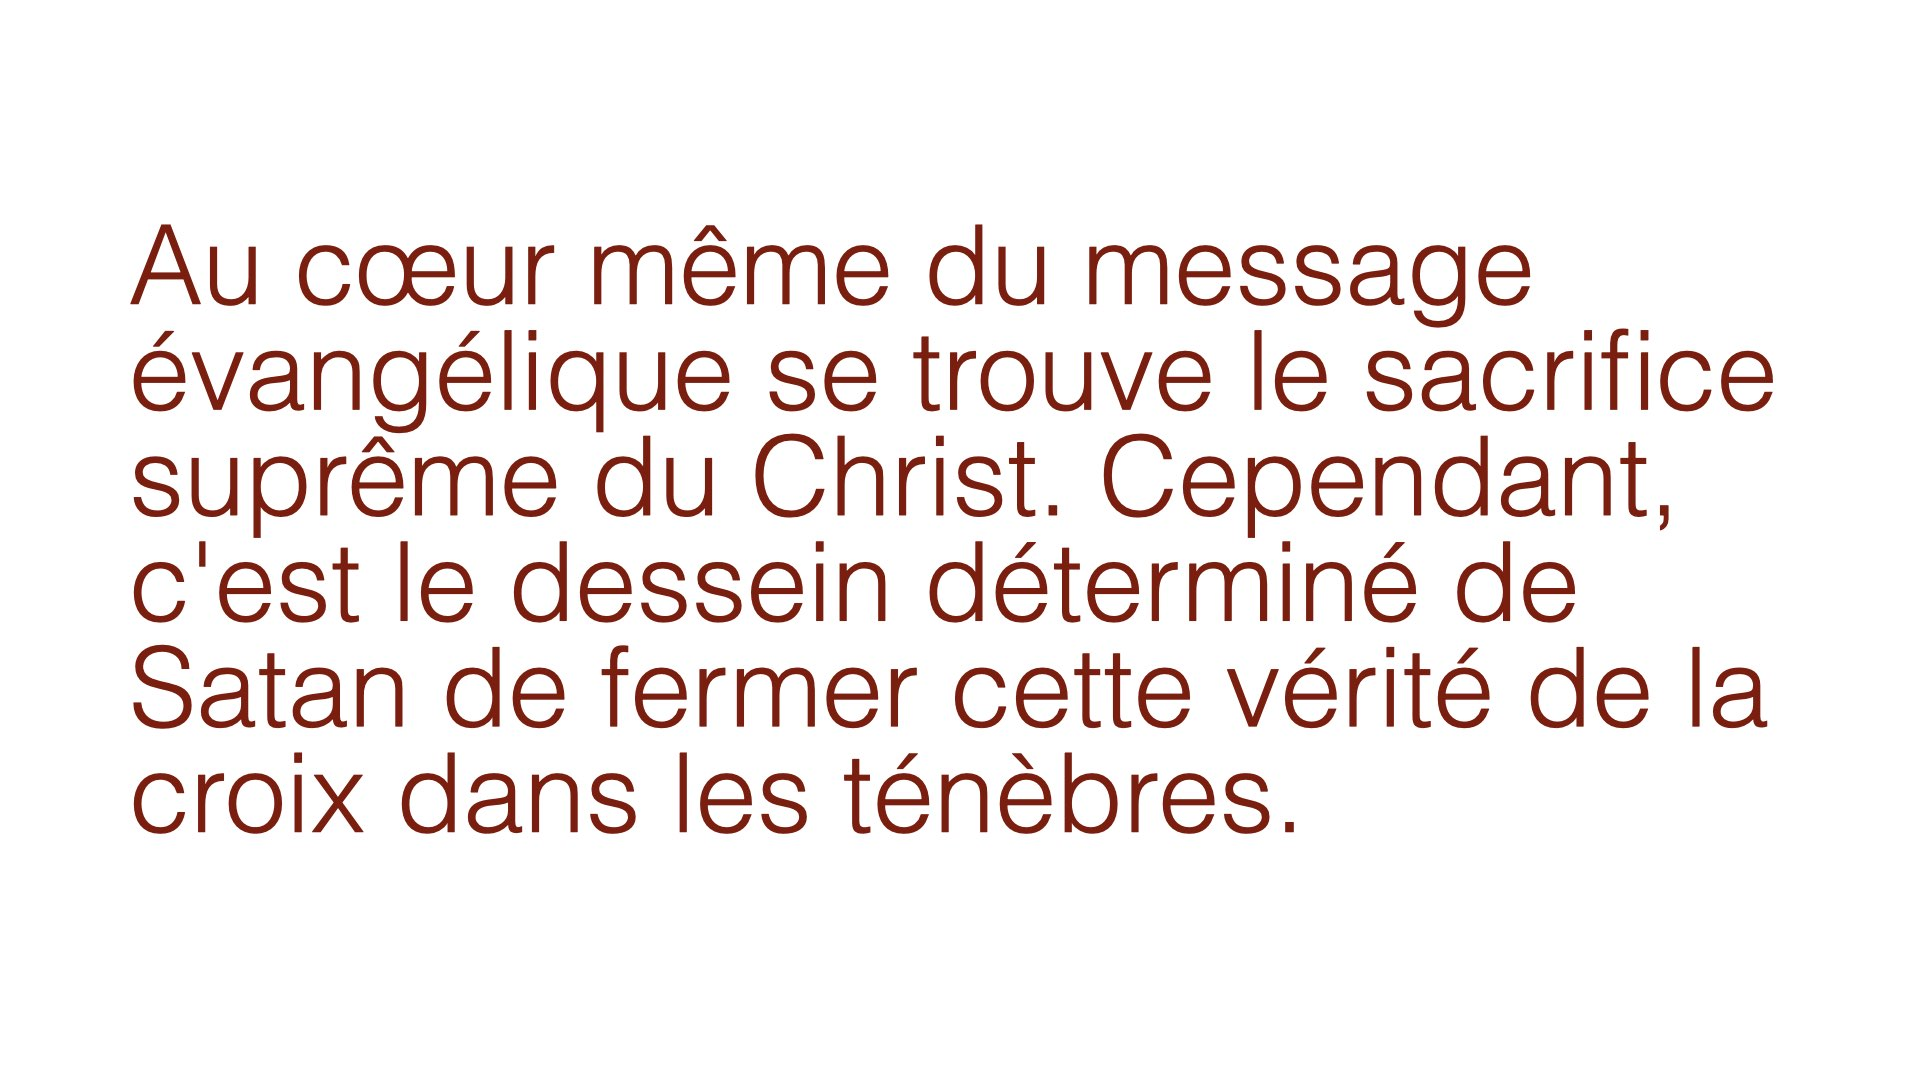 Au cœur même du message
évangélique se trouve le sacrifice
suprême du Christ. Cependant,
c'est le dessein déterminé de
Satan de fermer cette vérité de la
croix dans les ténèbres.